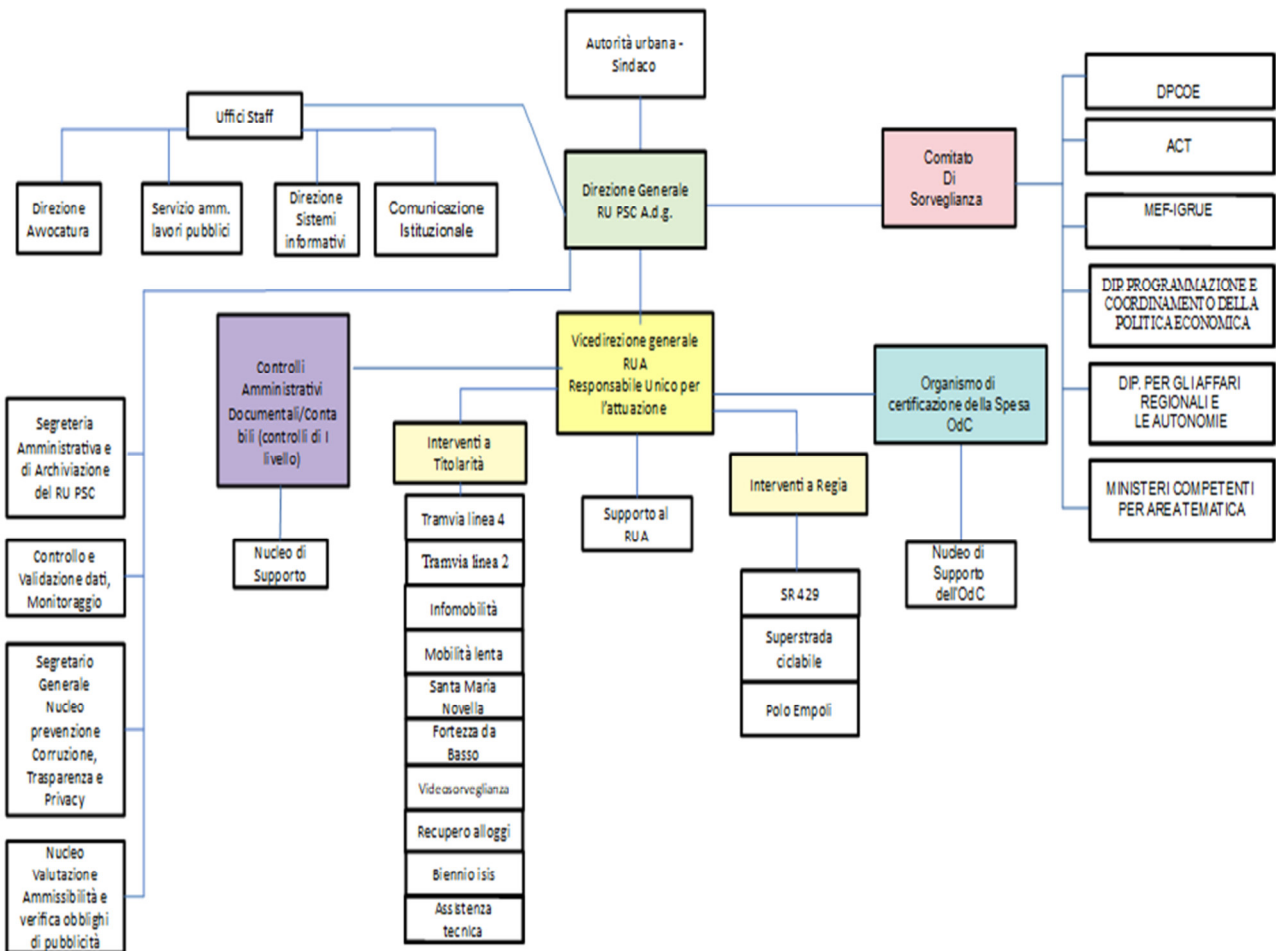 Autorità urbana -
Sindaco
Uffici Staff
Direzione
Avvocatura
Servizio amm.
lavori pubblici
Direzione
Sistemi
informativi
Comunicazione
Istituzionale
Direzione Generale
RU PSC A.d.g.
Comitato
Di
Sorveglianza
DPCOE
ACT
MEF-IGRUE
DIP. PROGRAMMAZIONE E
COORDINAMENTO DELLA
POLITICA ECONOMICA
DIP. PER GLI AFFARI
REGIONALI E
LE AUTONOMIE
MINISTERI COMPETENTI
PER AREA TEMATICA
Controlli
Amministrativi
Documentali/Conta
bili (controlli di I
livello)
Nucleo di
Supporto
Vicedirezione generale
RUA
Responsabile Unico per
l'attuazione
Organismo di
certificazione della Spesa
OdC
Nucleo di
Supporto
dell'OdC
Segreteria
Amministrativa e
di Archiviazione
del RU PSC
Controllo e
Validazione dati,
Monitoraggio
Segretario
Generale
Nucleo
prevenzione
Corruzione,
Trasparenza e
Privacy
Nucleo
Valutazione
Ammissibilità e
verifica obblighi
di pubblicità
Interventi a
Titolarità
Tramvia linea 4
Tramvia linea 2
Infomobilità
Mobilità lenta
Santa Maria
Novella
Fortezza da
Basso
Videosorveglianza
Recupero alloggi
Biennio isis
Assistenza
tecnica
Supporto al
RUA
Interventi a Regia
SR 429
Superstrada
ciclabile
Polo Empoli